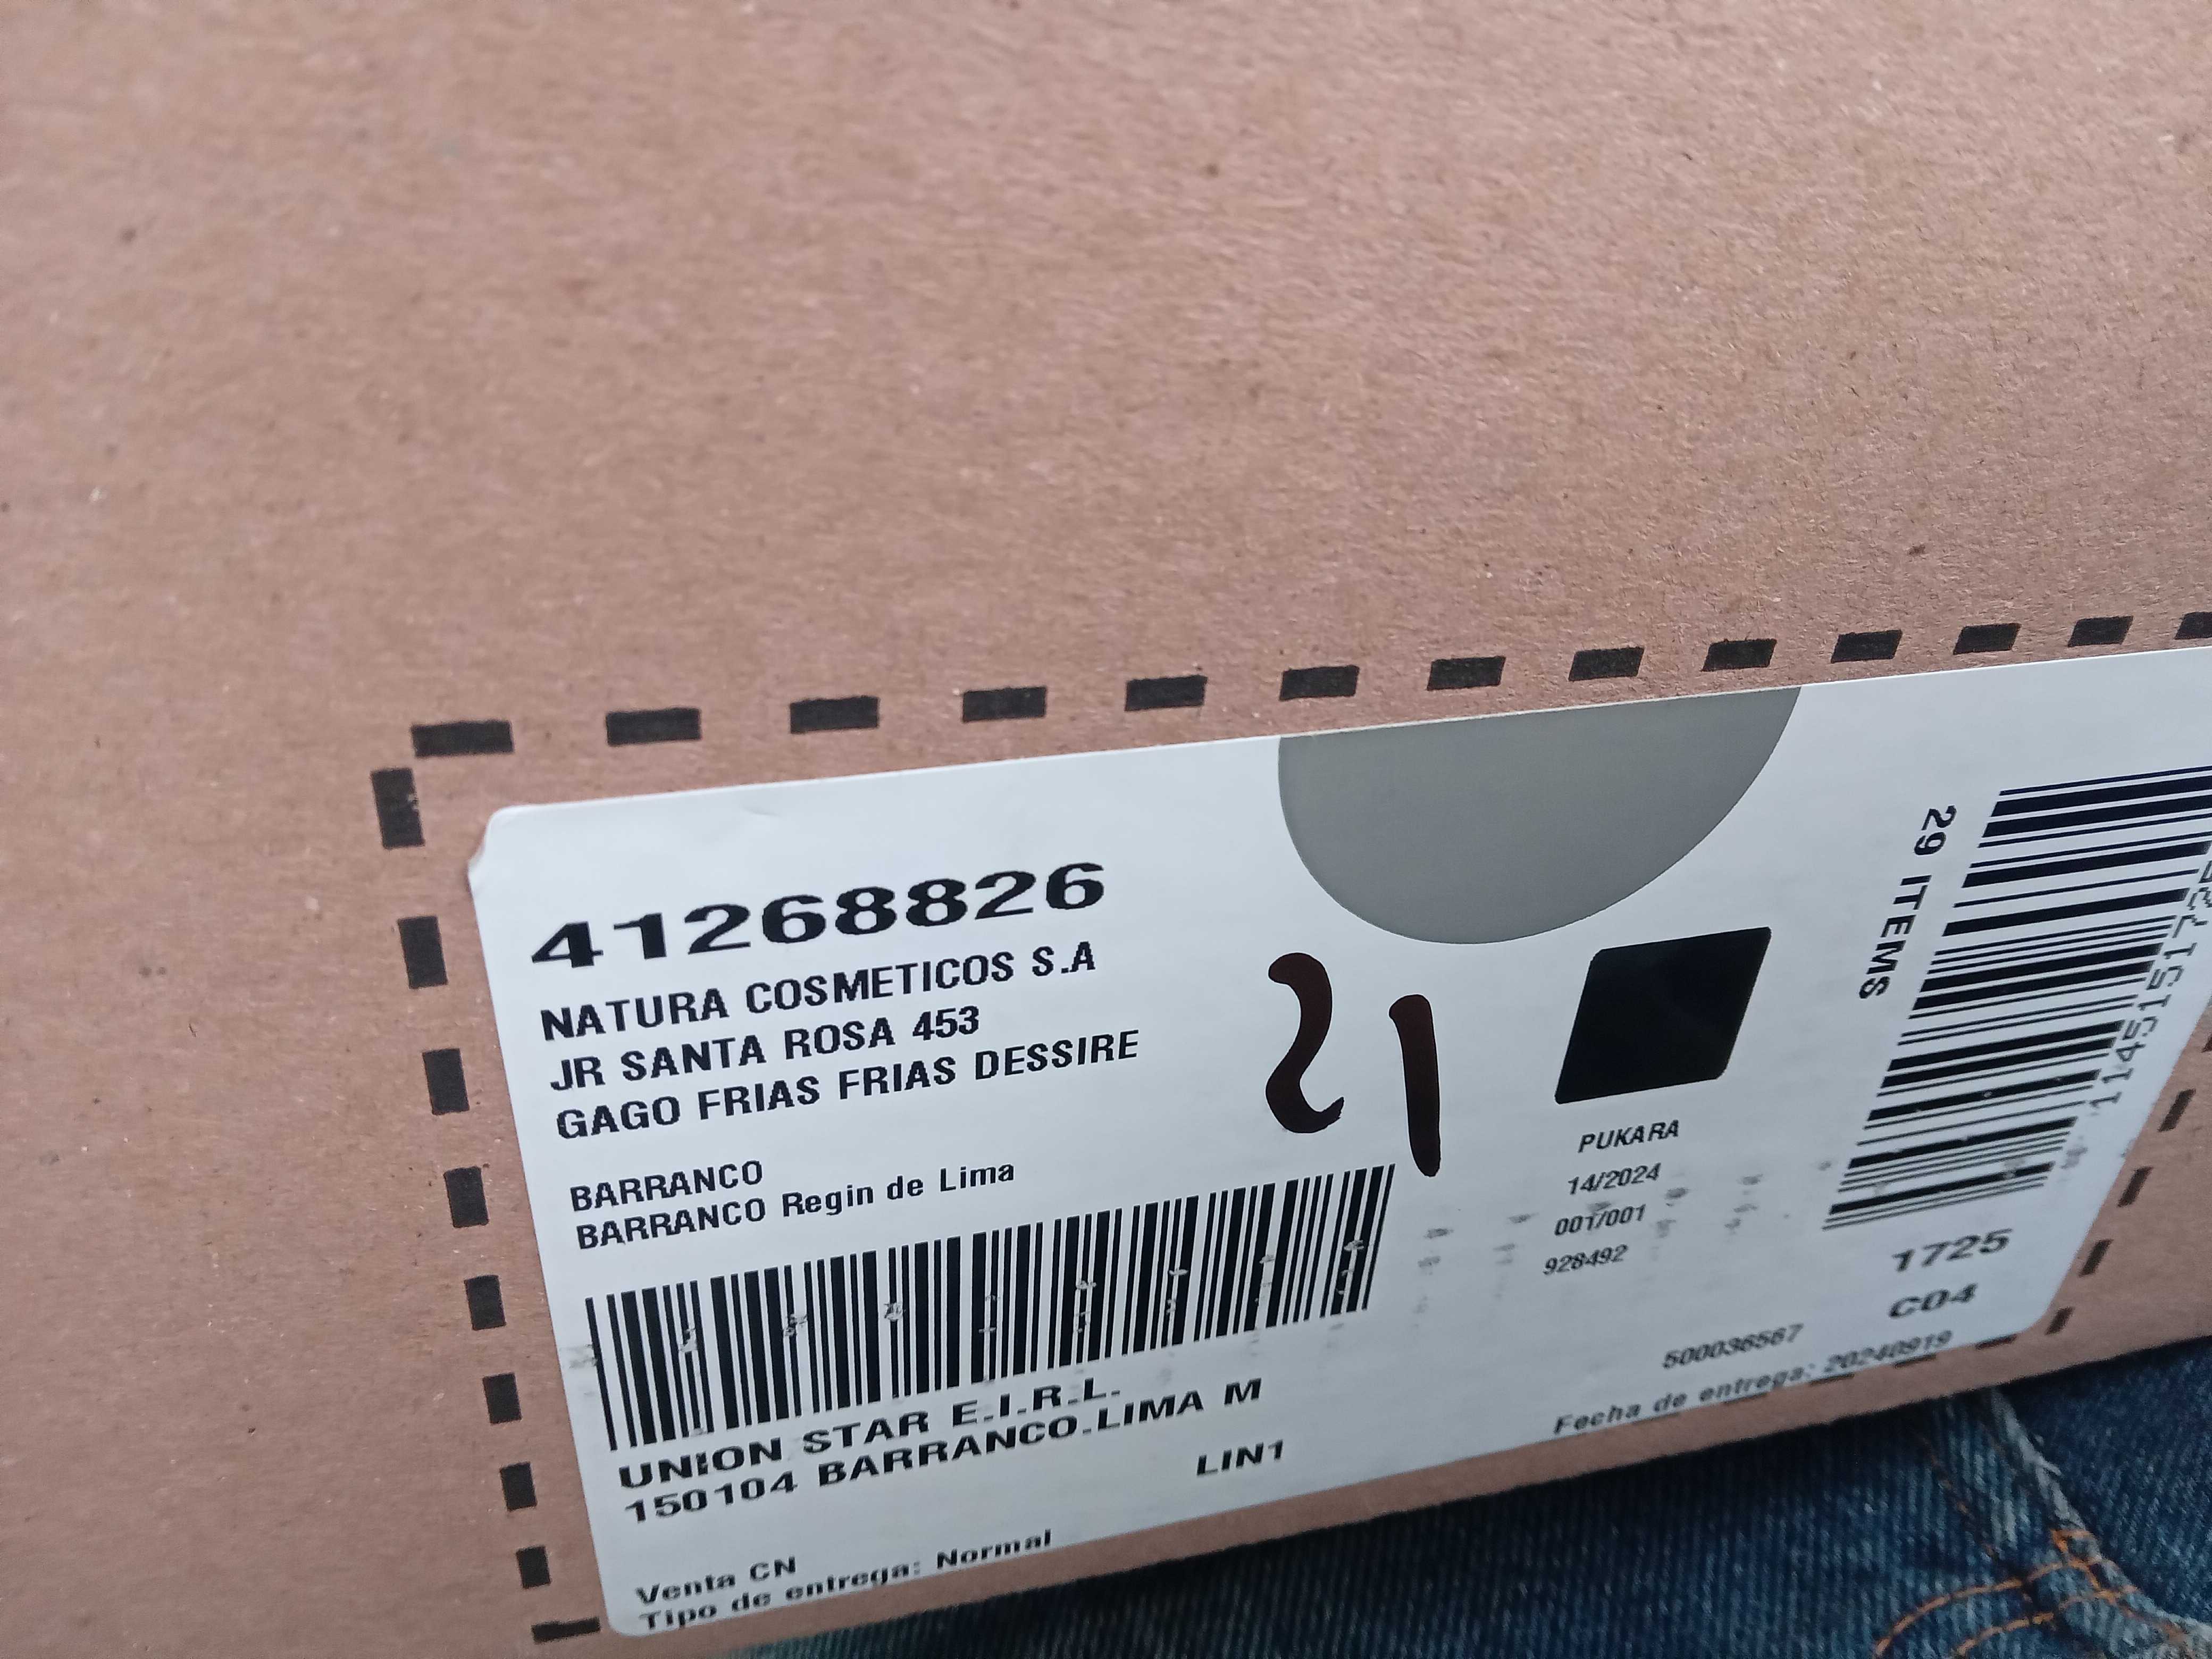 41268826
NATURA COSMETICOS S.A
JR SANTA ROSA 453
GAGO FRIAS FRIAS DESSIRE
BARRANCO
BARRANCO Regin de Lima
UNION STAR E.I.R.L.
150104 BARRANCO.LIMA M
LIN1
Venta CN
Tipo de entrega: Normal
21
PUKARA
14/2024
001/001
928492
29 ITEMS
1725
C04
500036567
Fecha de entrega: 20240919